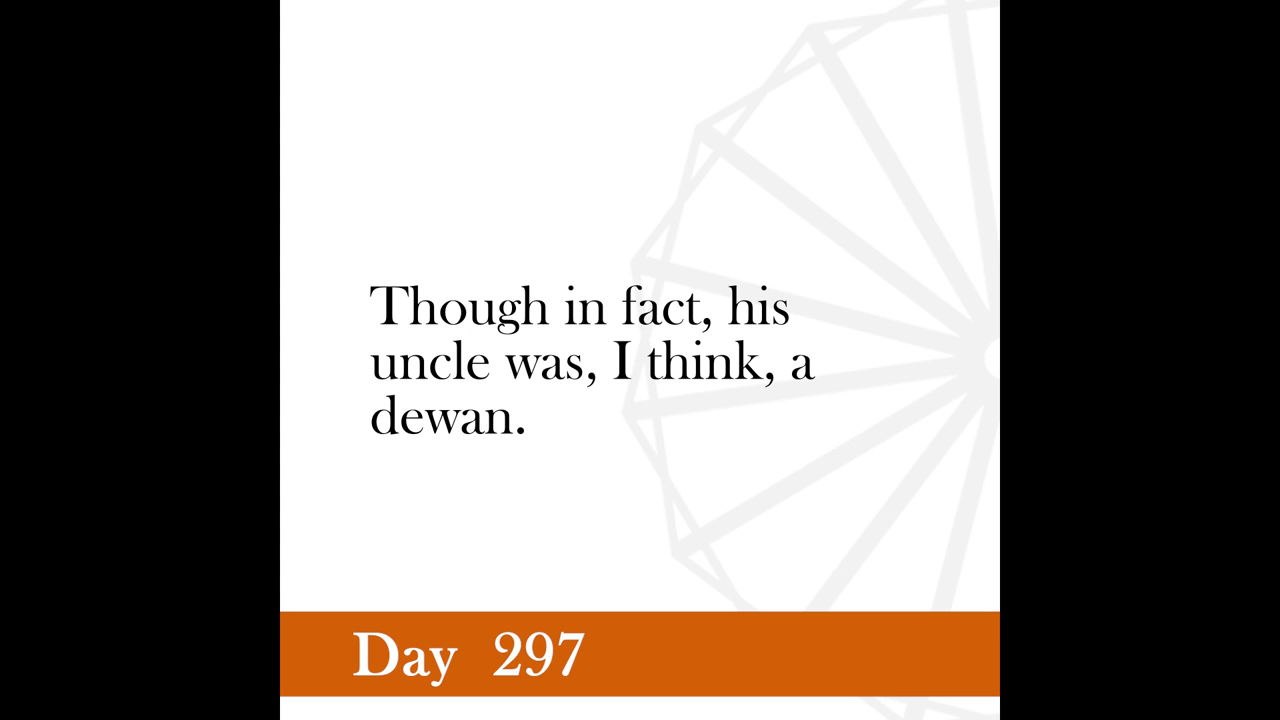 Though in fact, his
uncle was, I think, a
dewan.
Day 297